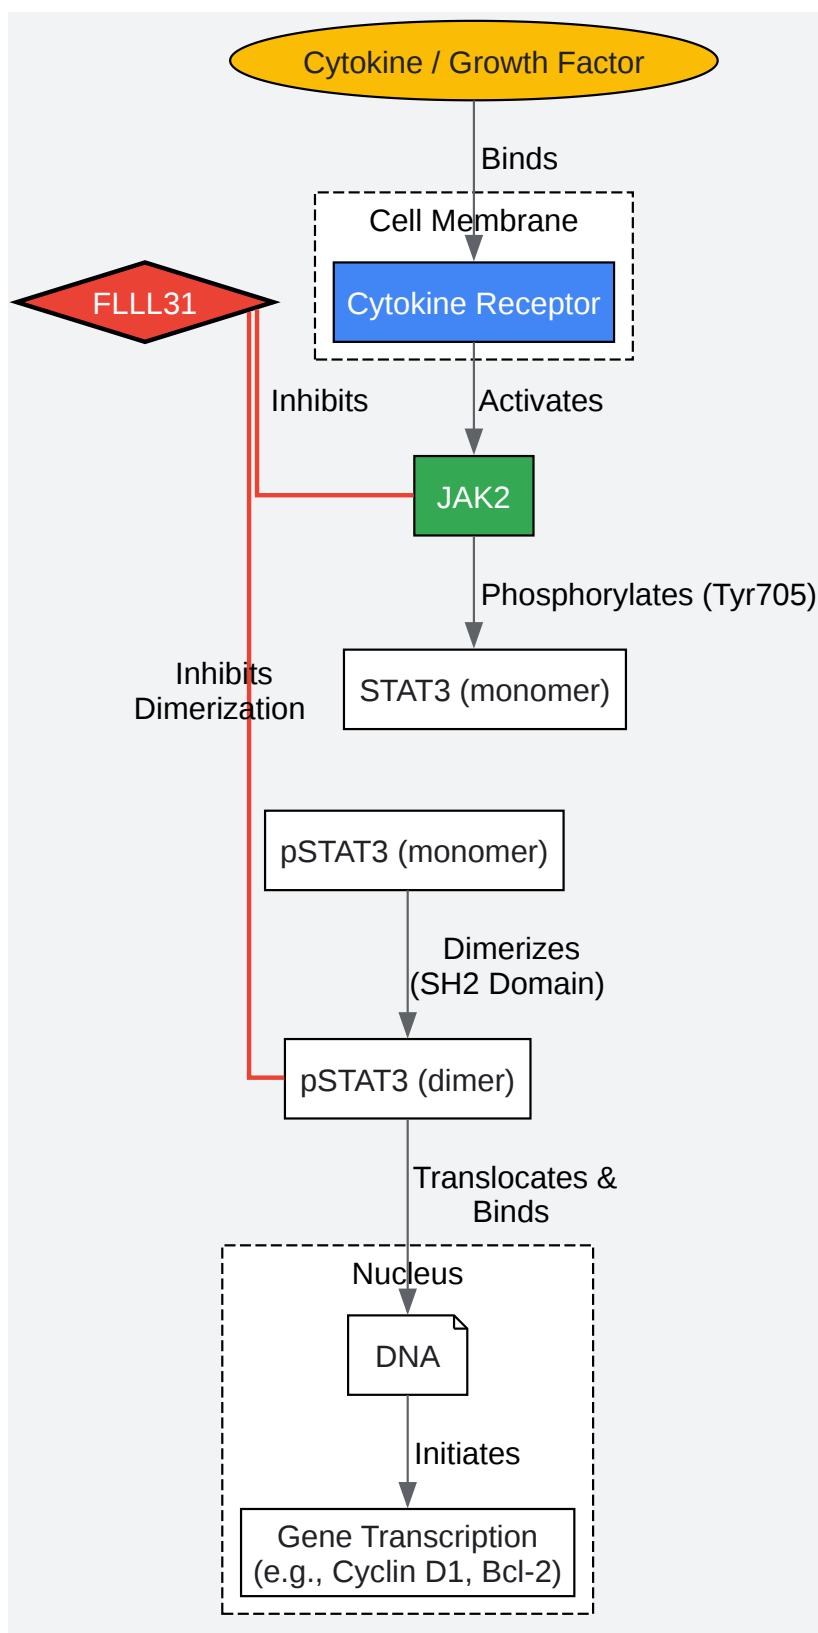 Cytokine / Growth Factor
Binds
Cell Membrane
FLLL31
Cytokine Receptor
Inhibits
Activates
JAK2
Phosphorylates (Tyr705)
Inhibits
Dimerization
STAT3 (monomer)
pSTAT3 (monomer)
Dimerizes
(SH2 Domain)
pSTAT3 (dimer)
Translocates &
Binds
Nucleus
DNA
Initiates
Gene Transcription
(e.g., Cyclin D1, Bcl-2)